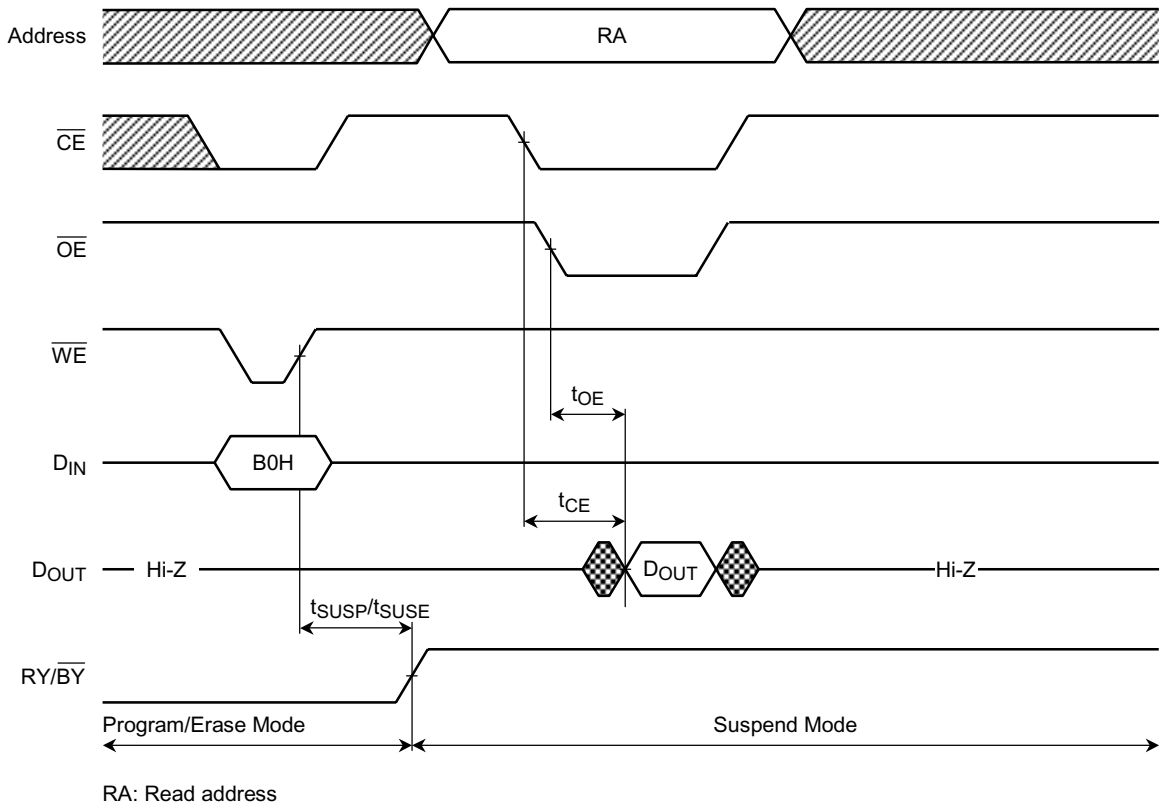 Address RA
CE
OE
WE
tOE
DIN B0H
tCE
DOUT Hi-Z DOUT Hi-Z
tSUSP/tSUSE
RY/BY
Program/Erase Mode Suspend Mode
RA: Read address